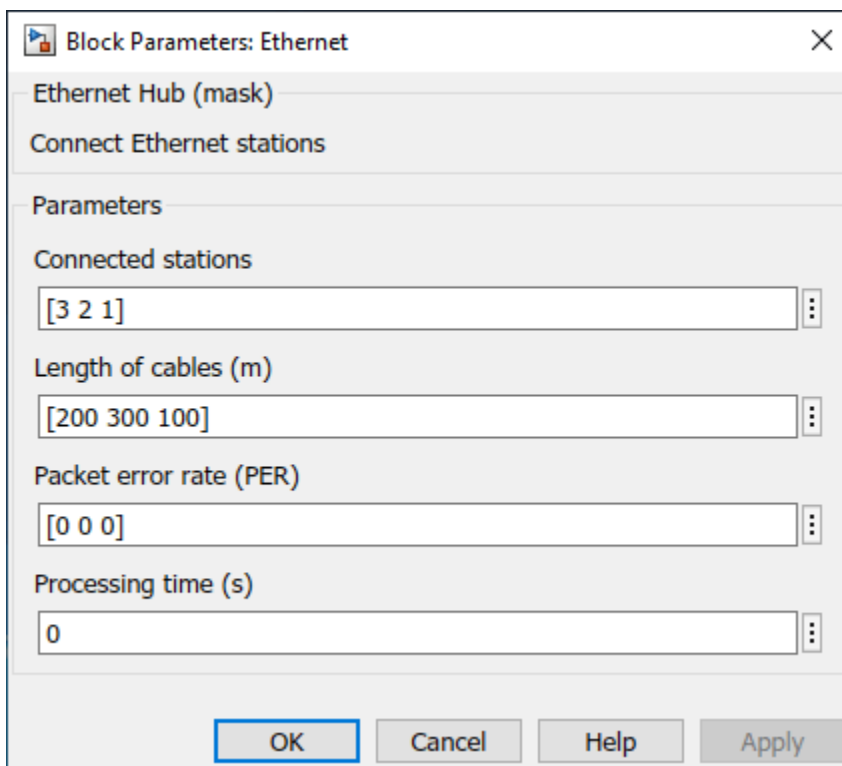 Block Parameters: Ethernet
Ethernet Hub (mask)
Connect Ethernet stations
Parameters
Connected stations
[3 2 1]
Length of cables (m)
[200 300 100]
Packet error rate (PER)
[0 0 0]
Processing time (s)
0
OK Cancel Help Apply